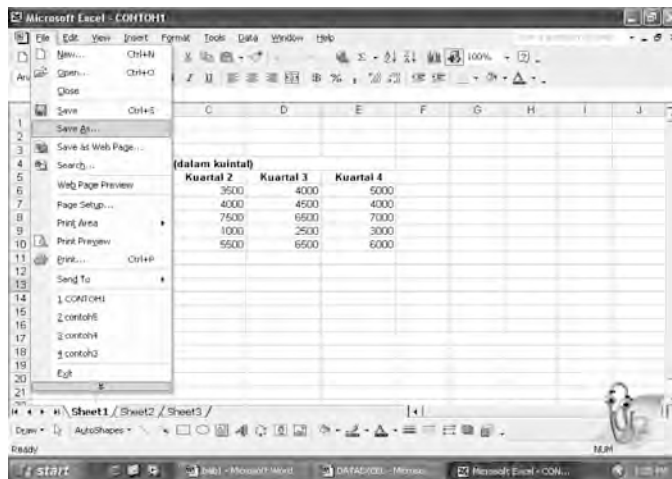 Microsoft Excel - CONTOH1
File Edit View Insert Format Tools Data Window Help
New... Ctrl+N
Open... Ctrl+O
Close
Save Ctrl+S
Save As...
Save as Web Page...
Search...
Web Page Preview
Page Setup...
Print Area
Print Preview
Print... Ctrl+P
Send To
1 CONTOH1
2 contoh5
3 contoh4
4 contoh3
Exit
100%
C D E F G H I J
1
2
3
4 (dalam kuintal)
5 Kuartal 2 Kuartal 3 Kuartal 4
6 3500 4000 5000
7 4000 4500 4000
8 7500 6500 7000
9 1000 2500 3000
10 5500 6500 6000
11
12
13
14
15
16
17
18
19
20
21
Sheet1 / Sheet2 / Sheet3 /
Draw AutoShapes
Ready NUM
start bab1 - Microsoft Word Microsoft Excel - CON...